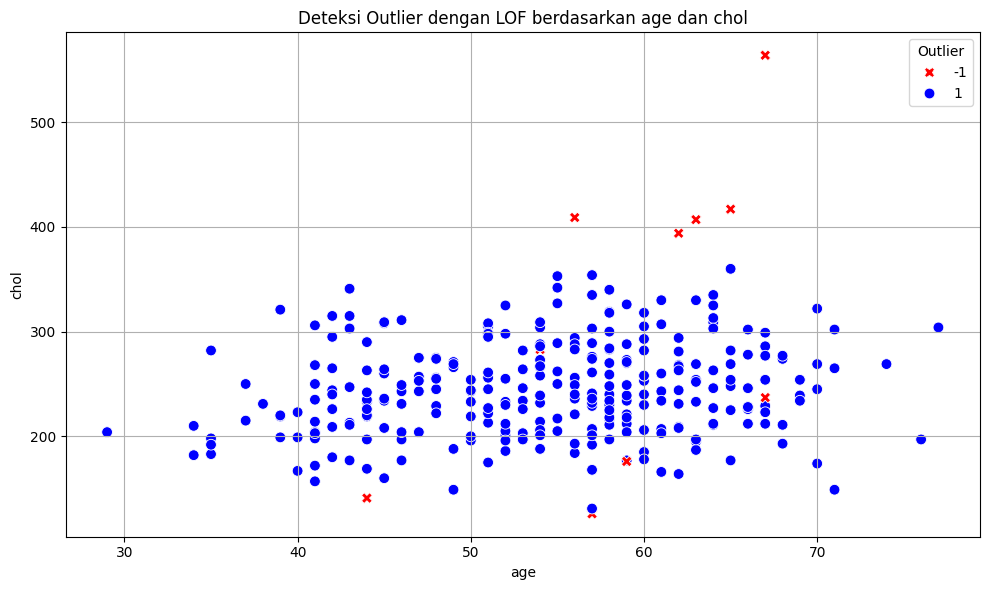 Deteksi Outlier dengan LOF berdasarkan age dan chol
Outlier
-1
1
500
400
300
200
chol
30 40 50 60 70
age